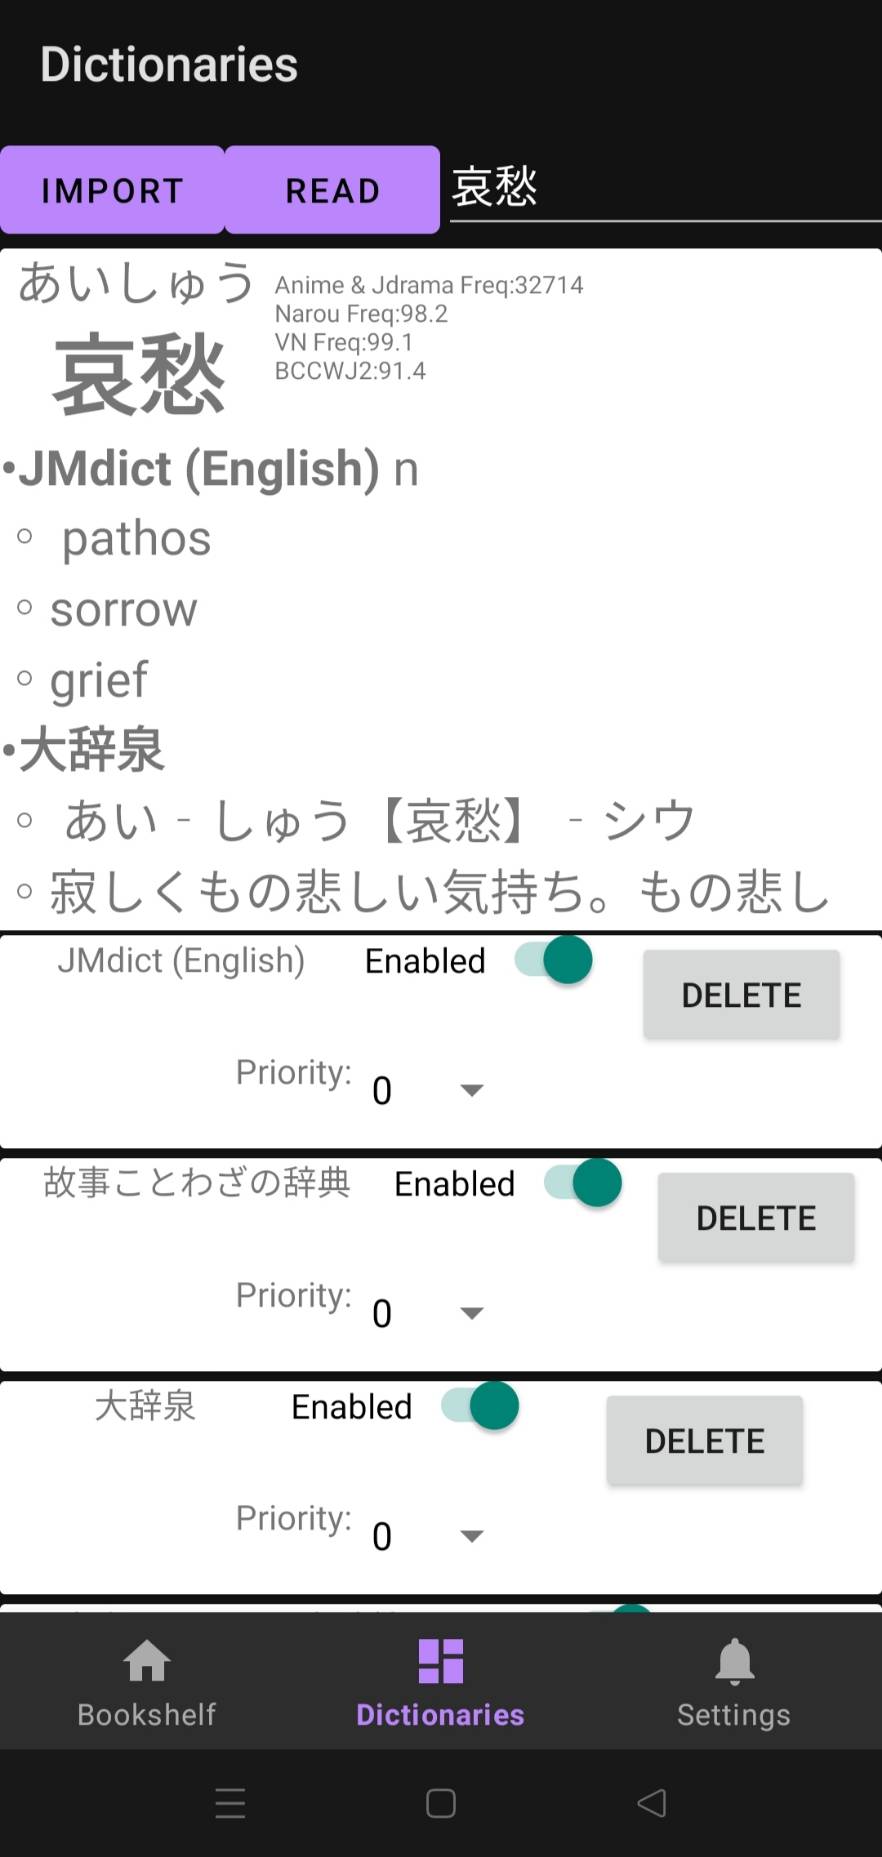 Dictionaries
IMPORT READ 哀愁
あいしゅう
哀愁
Anime & Jdrama Freq:32714
Narou Freq:98.2
VN Freq:99.1
BCCWJ2:91.4
•JMdict (English) n
◦ pathos
◦ sorrow
◦ grief
•大辞泉
◦ あい‐しゅう【哀愁】 ‐シウ
◦ 寂しくもの悲しい気持ち。もの悲し
JMdict (English) Enabled DELETE
Priority: 0
故事ことわざの辞典 Enabled DELETE
Priority: 0
大辞泉 Enabled DELETE
Priority: 0
Bookshelf Dictionaries Settings